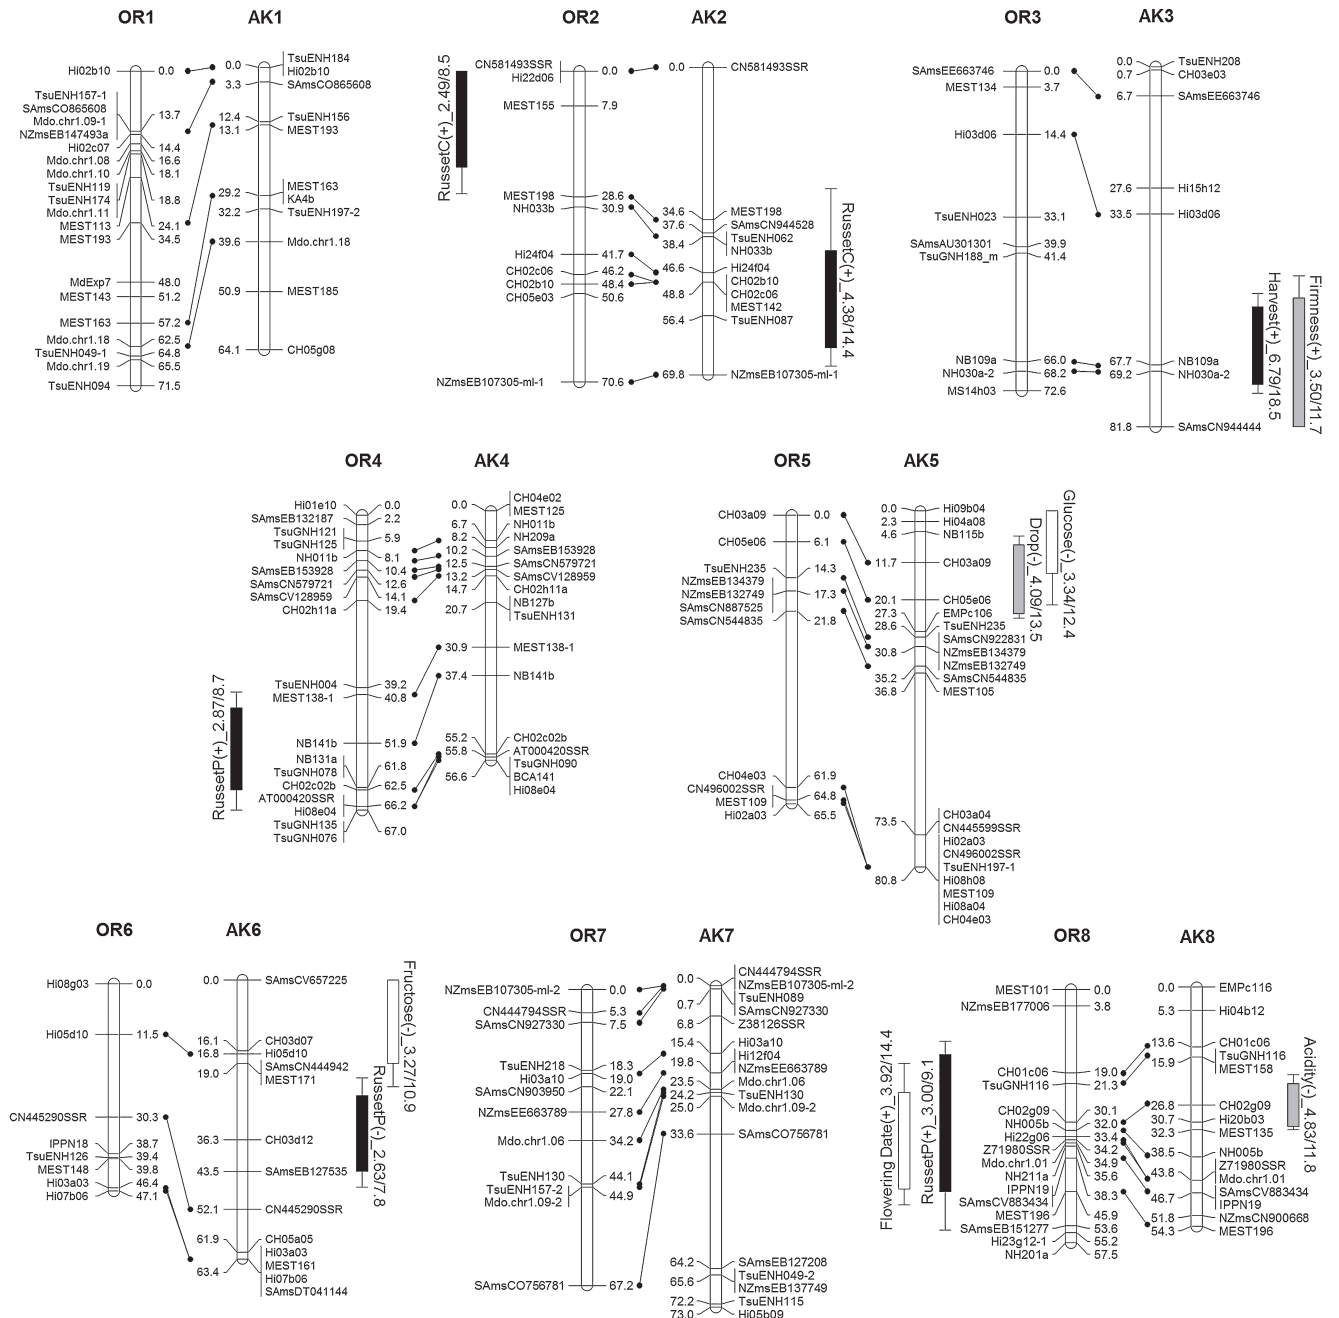 OR1
AK1
Hi02b10 0.0
TsuENH157-1
SAmsCO865608
Mdo.chr1.09-1 13.7
NZmsEB147493a
Hi02c07 14.4
Mdo.chr1.08 16.6
Mdo.chr1.10 18.1
TsuENH119
TsuENH174 18.8
Mdo.chr1.11
MEST113 24.1
MEST193 34.5
MdExp7 48.0
MEST143 51.2
MEST163 57.2
Mdo.chr1.18 62.5
TsuENH049-1 64.8
Mdo.chr1.19 65.5
TsuENH094 71.5
TsuENH184
0.0 Hi02b10
3.3 SAmsCO865608
12.4 TsuENH156
13.1 MEST193
29.2 MEST163
KA4b
32.2 TsuENH197-2
39.6 Mdo.chr1.18
50.9 MEST185
64.1 CH05g08
OR2
AK2
RussetC(+)_2.49/8.5
CN581493SSR 0.0
Hi22d06
MEST155 7.9
MEST198 28.6
NH033b 30.9
Hi24f04 41.7
CH02c06 46.2
CH02b10 48.4
CH05e03 50.6
NZmsEB107305-ml-1 70.6
0.0 CN581493SSR
34.6 MEST198
37.6 SAmsCN944528
38.4 TsuENH062
NH033b
46.6 Hi24f04
CH02b10
48.8 CH02c06
MEST142
56.4 TsuENH087
69.8 NZmsEB107305-ml-1
RussetC(+)_4.38/14.4
OR3
AK3
SAmsEE663746 0.0
MEST134 3.7
Hi03d06 14.4
TsuENH023 33.1
SAmsAU301301 39.9
TsuGNH188_m 41.4
NB109a 66.0
NH030a-2 68.2
MS14h03 72.6
0.0 TsuENH208
0.7 CH03e03
6.7 SAmsEE663746
27.6 Hi15h12
33.5 Hi03d06
67.7 NB109a
69.2 NH030a-2
81.8 SAmsCN944444
Harvest(+)_6.79/18.5
Firmness(+)_3.50/11.7
OR4
AK4
RussetP(+)_2.87/8.7
Hi01e10 0.0
SAmsEB132187 2.2
TsuGNH121 5.9
TsuGNH125
NH011b 8.1
SAmsEB153928 10.4
SAmsCN579721 12.6
SAmsCV128959 14.1
CH02h11a 19.4
TsuENH004 39.2
MEST138-1 40.8
NB141b 51.9
NB131a 61.8
TsuGNH078
CH02c02b 62.5
AT000420SSR 66.2
Hi08e04
TsuGNH135 67.0
TsuGNH076
0.0 CH04e02
MEST125
6.7 NH011b
8.2 NH209a
10.2 SAmsEB153928
12.5 SAmsCN579721
13.2 SAmsCV128959
14.7 CH02h11a
20.7 NB127b
TsuENH131
30.9 MEST138-1
37.4 NB141b
55.2 CH02c02b
55.8 AT000420SSR
TsuGNH090
56.6 BCA141
Hi08e04
OR5
AK5
CH03a09 0.0
CH05e06 6.1
TsuENH235 14.3
NZmsEB134379
NZmsEB132749 17.3
SAmsCN887525
SAmsCN544835 21.8
CH04e03 61.9
CN496002SSR 64.8
MEST109
Hi02a03 65.5
0.0 Hi09b04
2.3 Hi04a08
4.6 NB115b
11.7 CH03a09
20.1 CH05e06
27.3 EMPc106
28.6 TsuENH235
SAmsCN922831
30.8 NZmsEB134379
NZmsEB132749
35.2 SAmsCN544835
36.8 MEST105
73.5 CH03a04
CN445599SSR
Hi02a03
CN496002SSR
TsuENH197-1
80.8 Hi08h08
MEST109
Hi08a04
CH04e03
Drop(-)_4.09/13.5
Glucose(-)_3.34/12.4
OR6
AK6
Hi08g03 0.0
Hi05d10 11.5
CN445290SSR 30.3
IPPN18 38.7
TsuENH126 39.4
MEST148 39.8
Hi03a03 46.4
Hi07b06 47.1
0.0 SAmsCV657225
16.1 CH03d07
16.8 Hi05d10
19.0 SAmsCN444942
MEST171
36.3 CH03d12
43.5 SAmsEB127535
52.1 CN445290SSR
61.9 CH05a05
Hi03a03
63.4 MEST161
Hi07b06
SAmsDT041144
RussetP(-)_2.63/7.8
Fructose(-)_3.27/10.9
OR7
AK7
NZmsEB107305-ml-2 0.0
CN444794SSR 5.3
SAmsCN927330 7.5
TsuENH218 18.3
Hi03a10 19.0
SAmsCN903950 22.1
NZmsEE663789 27.8
Mdo.chr1.06 34.2
TsuENH130 44.1
TsuENH157-2 44.9
Mdo.chr1.09-2
SAmsCO756781 67.2
0.0 CN444794SSR
NZmsEB107305-ml-2
0.7 TsuENH089
SAmsCN927330
6.8 Z38126SSR
15.4 Hi03a10
19.8 Hi12f04
NZmsEE663789
23.5 Mdo.chr1.06
24.2 TsuENH130
25.0 Mdo.chr1.09-2
33.6 SAmsCO756781
64.2 SAmsEB127208
65.6 TsuENH049-2
NZmsEB137749
72.2 TsuENH115
73.0 Hi05b09
OR8
AK8
Flowering Date(+)_3.92/14.4
RussetP(+)_3.00/9.1
MEST101 0.0
NZmsEB177006 3.8
CH01c06 19.0
TsuGNH116 21.3
CH02g09 30.1
NH005b 32.0
Hi22g06 33.4
Z71980SSR 34.2
Mdo.chr1.01 34.9
NH211a 35.6
IPPN19 38.3
SAmsCV883434
MEST196 45.9
SAmsEB151277 53.6
Hi23g12-1 55.2
NH201a 57.5
0.0 EMPc116
5.3 Hi04b12
13.6 CH01c06
15.9 TsuGNH116
MEST158
26.8 CH02g09
30.7 Hi20b03
32.3 MEST135
38.5 NH005b
43.8 Z71980SSR
Mdo.chr1.01
46.7 SAmsCV883434
IPPN19
51.8 NZmsCN900668
54.3 MEST196
Acidity(-)_4.83/11.8